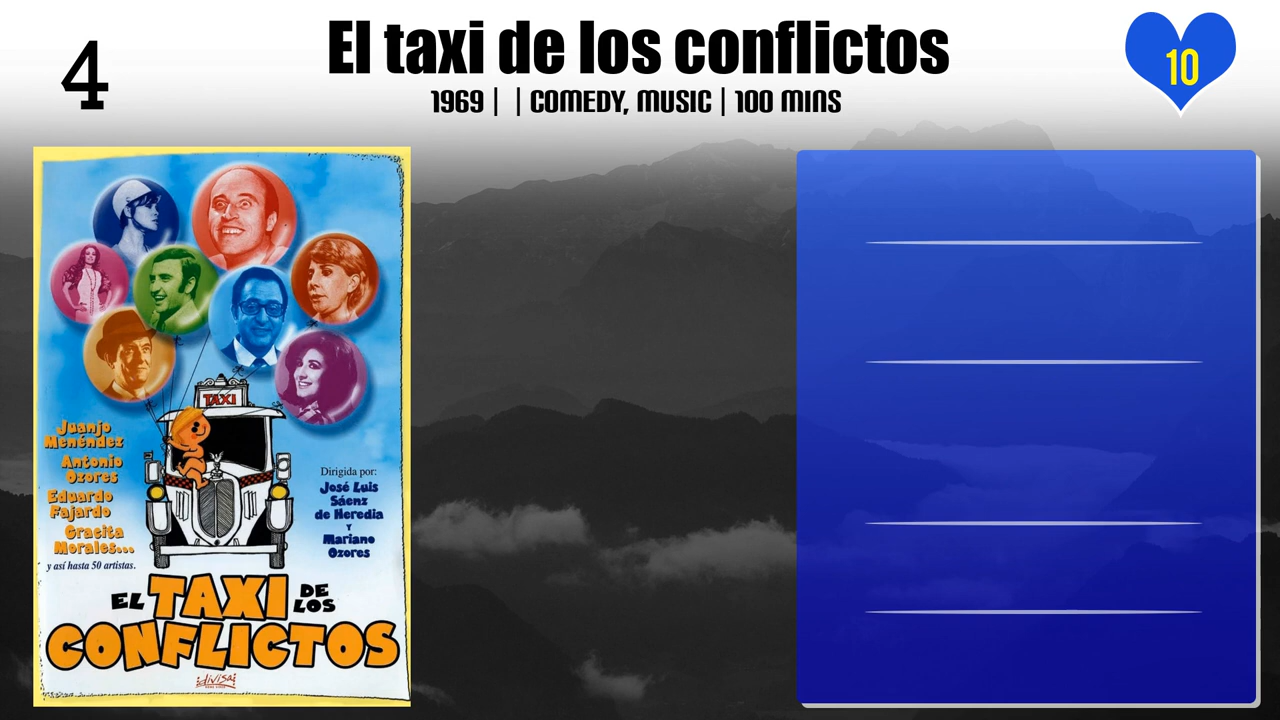 4
El taxi de los conflictos
10
1969 | | COMEDY, MUSIC | 100 MINS
TAXI
Juanjo
Menéndez
Antonio
Ozores
Eduardo
Fajardo
Gracita
Morales...
y así hasta 50 artistas.
Dirigida por:
José Luis
Sáenz
de Heredia
Y
Mariano
Ozores
EL TAXI DE LOS
CONFLICTOS
divisa